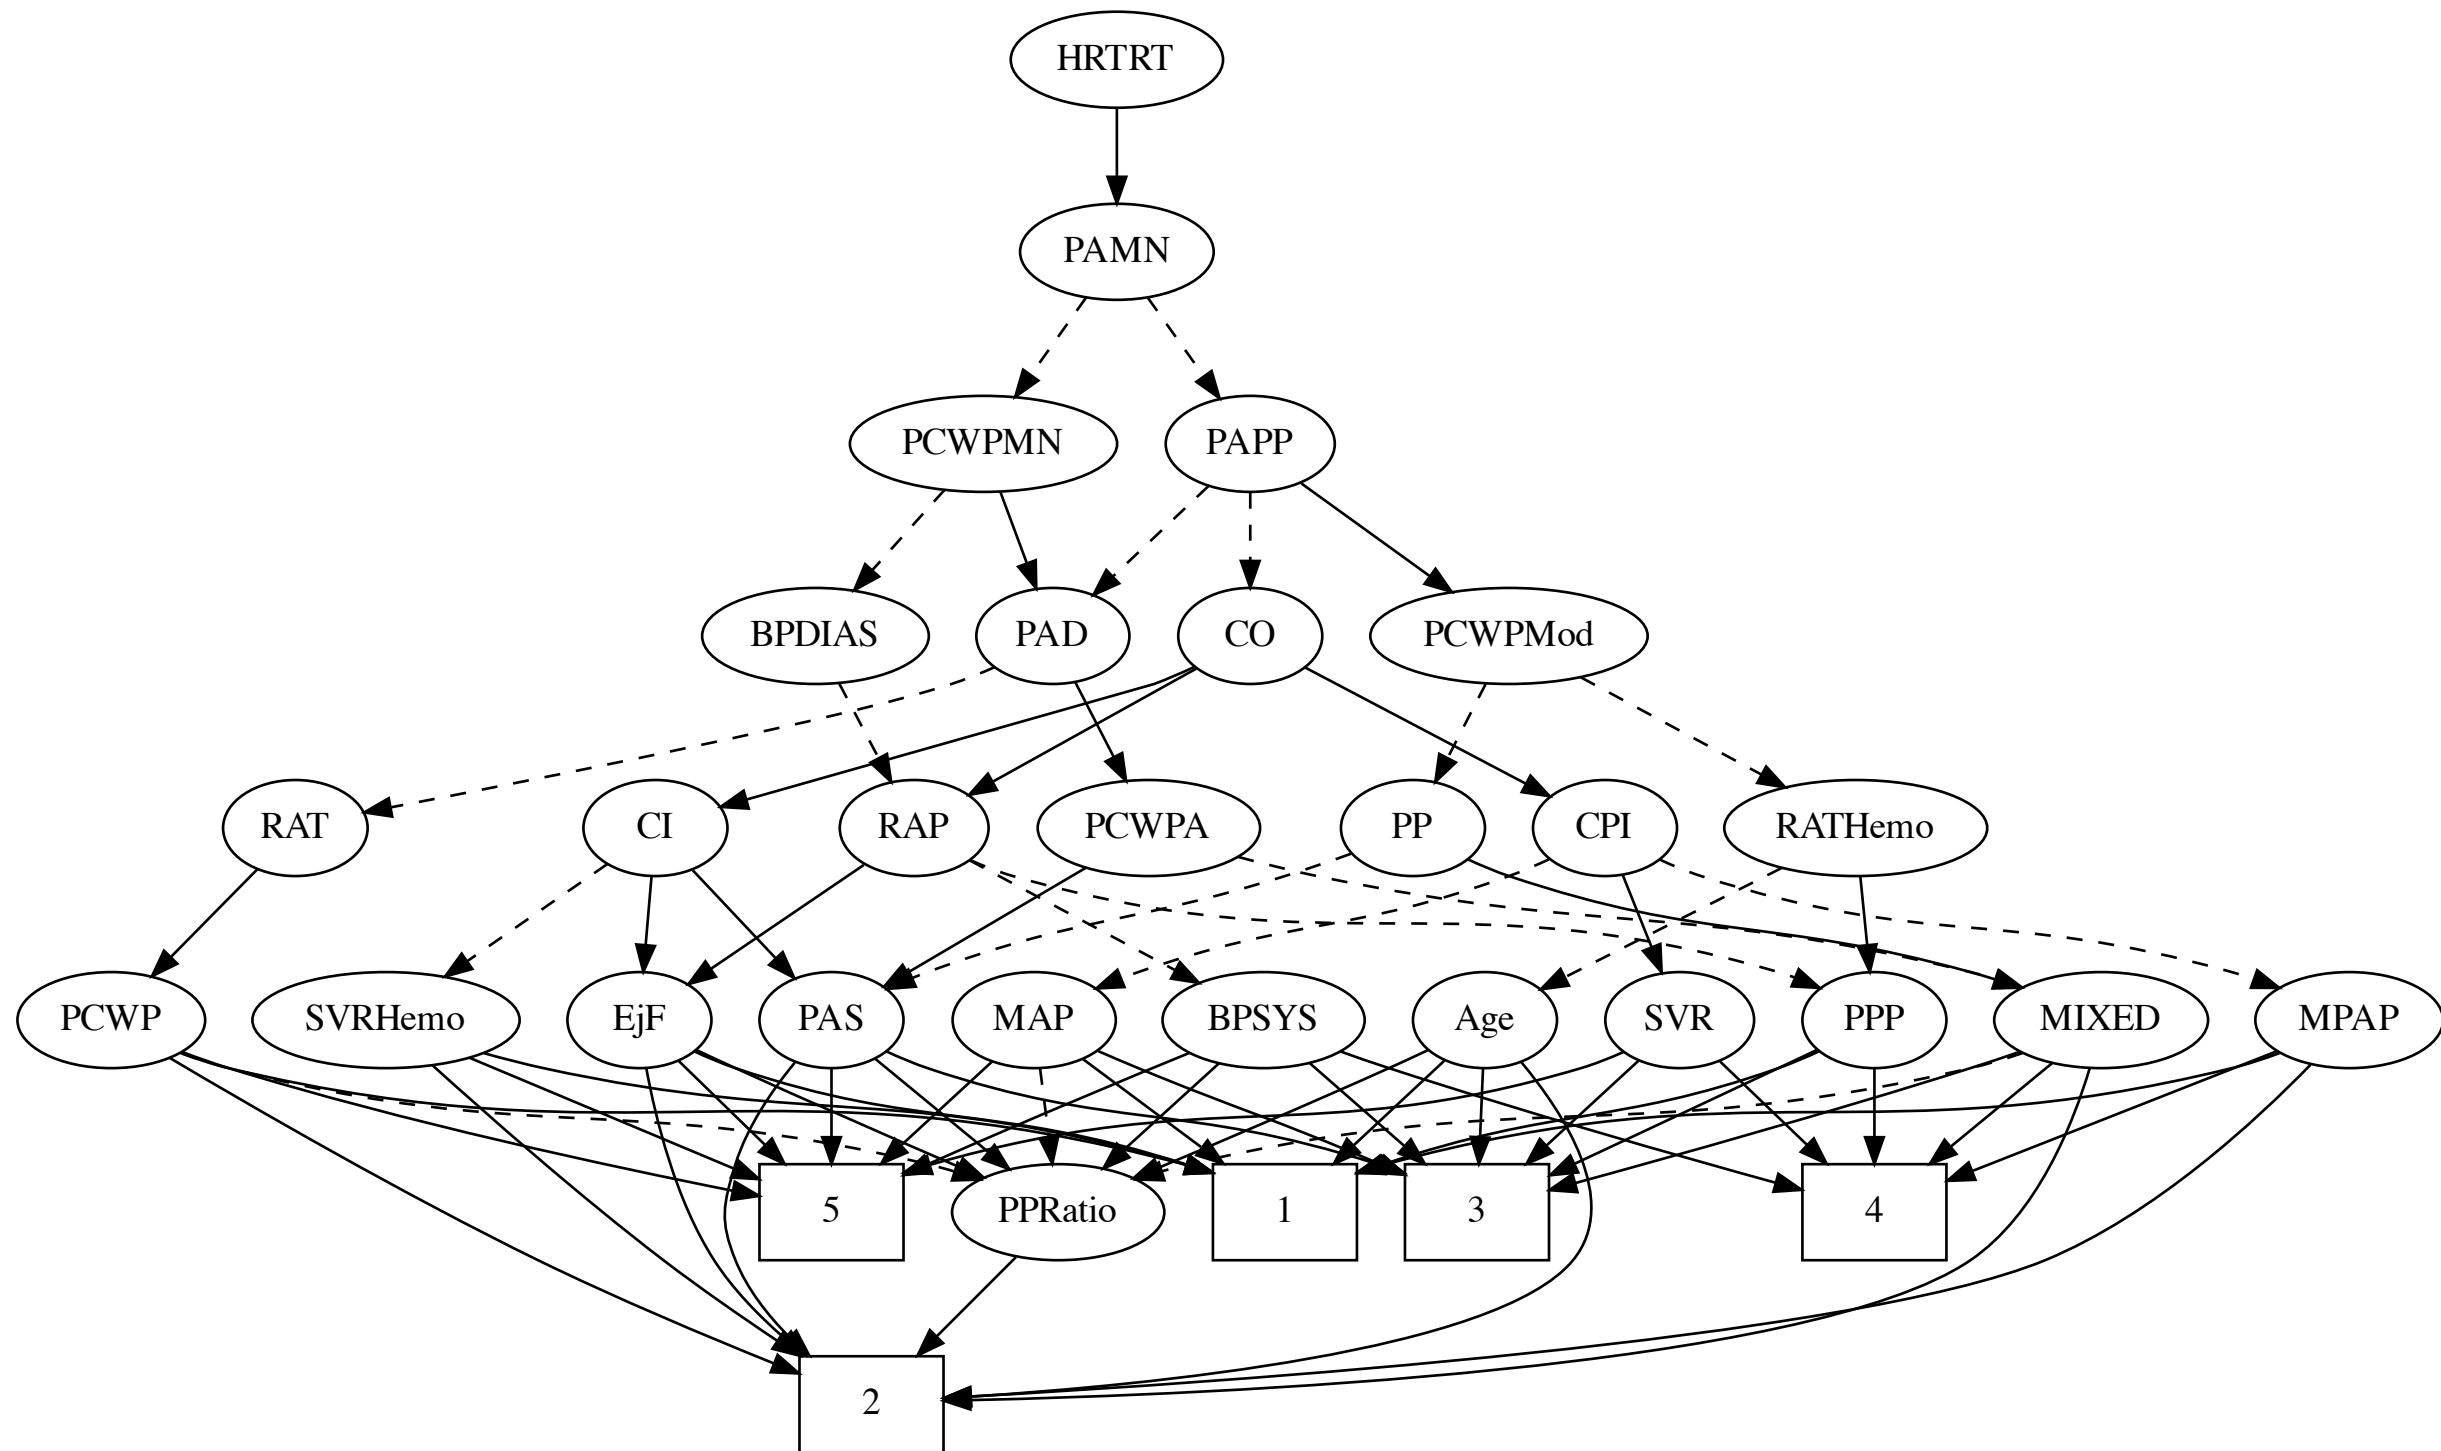 HRTRT
PAMN
PCWPMN PAPP
BPDIAS PAD CO PCWPMod
RAT CI RAP PCWPA PP CPI RATHemo
PCWP SVRHemo EjF PAS MAP BPSYS Age SVR PPP MIXED MPAP
5 PPRatio 1 3 4
2